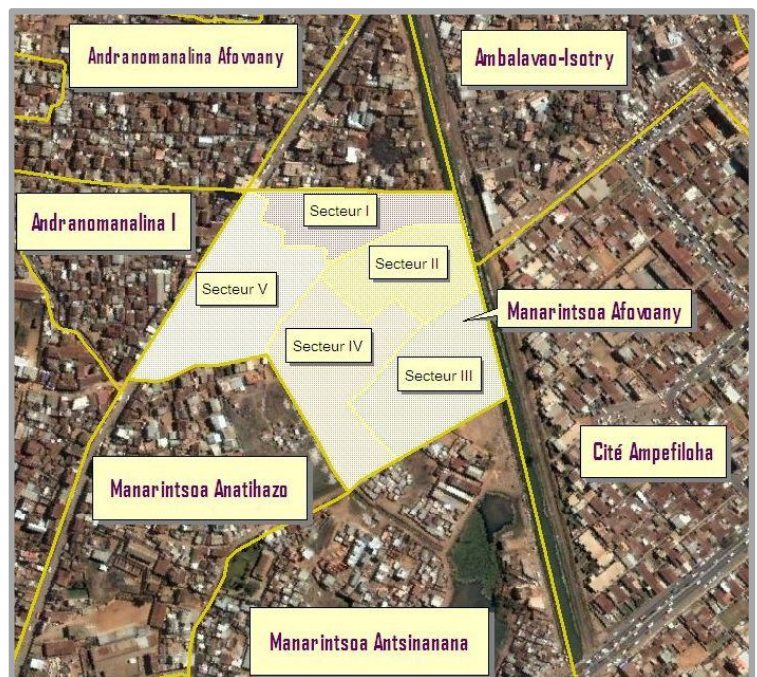 Andranomanalina Afovoany
Ambalavao-Isotry
Andranomanalina I
Secteur I
Secteur II
Secteur V
Manarintsoa Afovoany
Secteur IV
Secteur III
Cité Ampefiloha
Manarintsoa Anatihazo
Manarintsoa Antsinanana